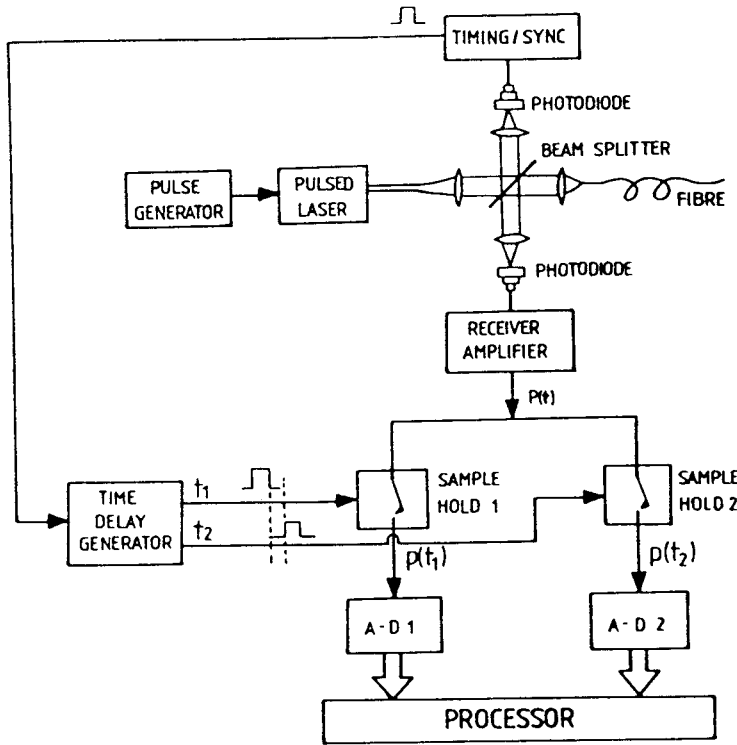 TIMING/SYNC
PHOTODIODE
BEAM SPLITTER
PULSE
GENERATOR
PULSED
LASER
FIBRE
PHOTODIODE
RECEIVER
AMPLIFIER
P(t)
TIME
DELAY
GENERATOR
t₁
t₂
SAMPLE
HOLD 1
SAMPLE
HOLD 2
p(t₁)
p(t₂)
A-D 1
A-D 2
PROCESSOR